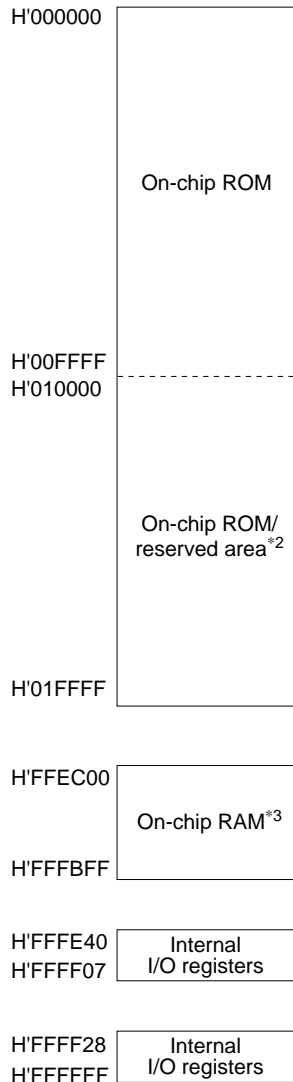 H'000000
On-chip ROM
H'00FFFF
H'010000
On-chip ROM/
reserved area*2
H'01FFFF
H'FFEC00
On-chip RAM*3
H'FFFBFF
H'FFFE40
Internal
I/O registers
H'FFFF07
H'FFFF28
Internal
I/O registers
H'FFFFFF